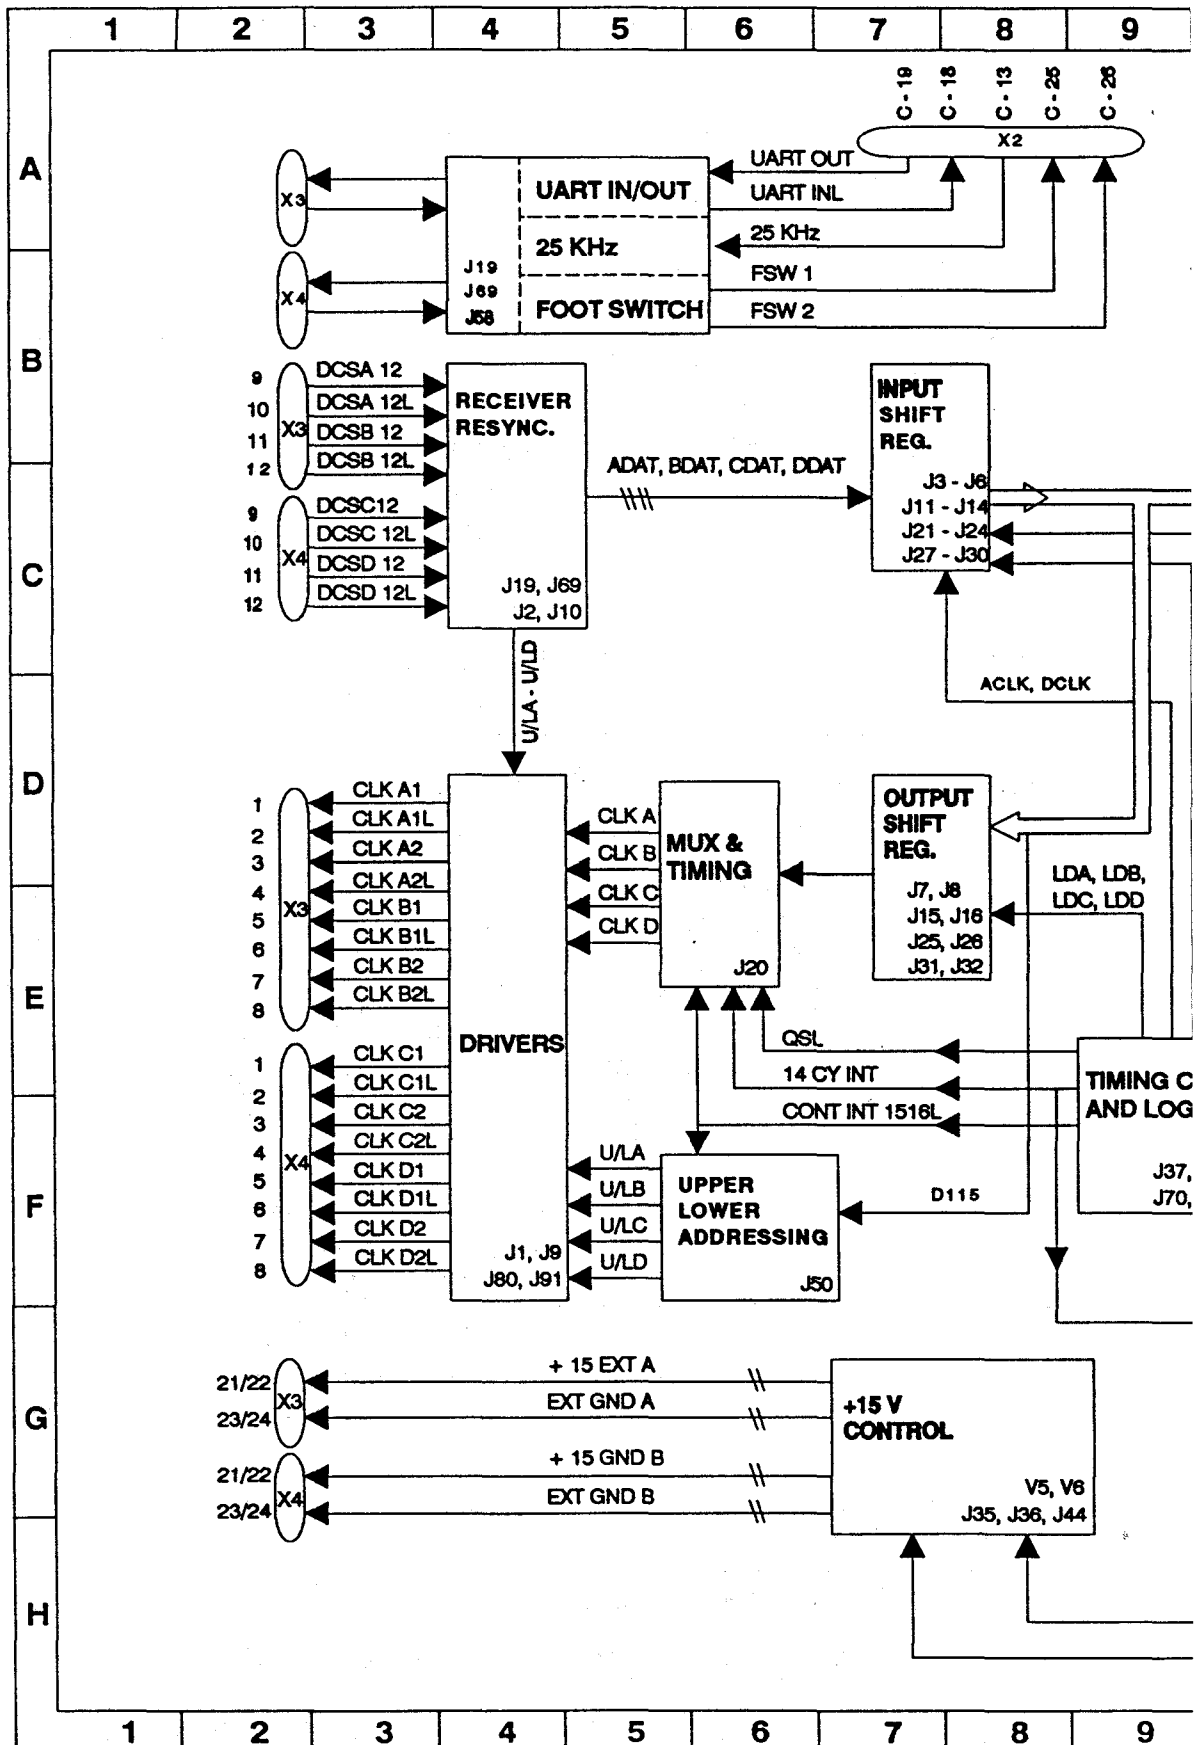 1 2 3 4 5 6 7 8 9
C - 19
C - 18
C - 13
C - 25
C - 26
X2
A
X3
UART IN/OUT
UART OUT
UART INL
25 KHz
25 KHz
X4
J19
J69
J58
FOOT SWITCH
FSW 1
FSW 2
B
9
10
11
12
X3
DCSA 12
DCSA 12L
DCSB 12
DCSB 12L
RECEIVER
RESYNC.
J19, J69
J2, J10
ADAT, BDAT, CDAT, DDAT
INPUT
SHIFT
REG.
J3 - J6
J11 - J14
J21 - J24
J27 - J30
C
9
10
11
12
X4
DCSC12
DCSC 12L
DCSD 12
DCSD 12L
U/LA - U/LD
ACLK, DCLK
D
1
2
3
4
5
6
7
8
X3
CLK A1
CLK A1L
CLK A2
CLK A2L
CLK B1
CLK B1L
CLK B2
CLK B2L
DRIVERS
J1, J9
J80, J91
CLK A
CLK B
CLK C
CLK D
MUX &
TIMING
J20
OUTPUT
SHIFT
REG.
J7, J8
J15, J16
J25, J26
J31, J32
LDA, LDB,
LDC, LDD
E
QSL
14 CY INT
CONT INT 1516L
TIMING C
AND LOG
J37,
J70,
1
2
3
4
5
6
7
8
X4
CLK C1
CLK C1L
CLK C2
CLK C2L
CLK D1
CLK D1L
CLK D2
CLK D2L
F
U/LA
U/LB
U/LC
U/LD
UPPER
LOWER
ADDRESSING
J50
D115
G
21/22
23/24
X3
+ 15 EXT A
EXT GND A
21/22
23/24
X4
+ 15 GND B
EXT GND B
+15 V
CONTROL
V5, V6
J35, J36, J44
H
1 2 3 4 5 6 7 8 9